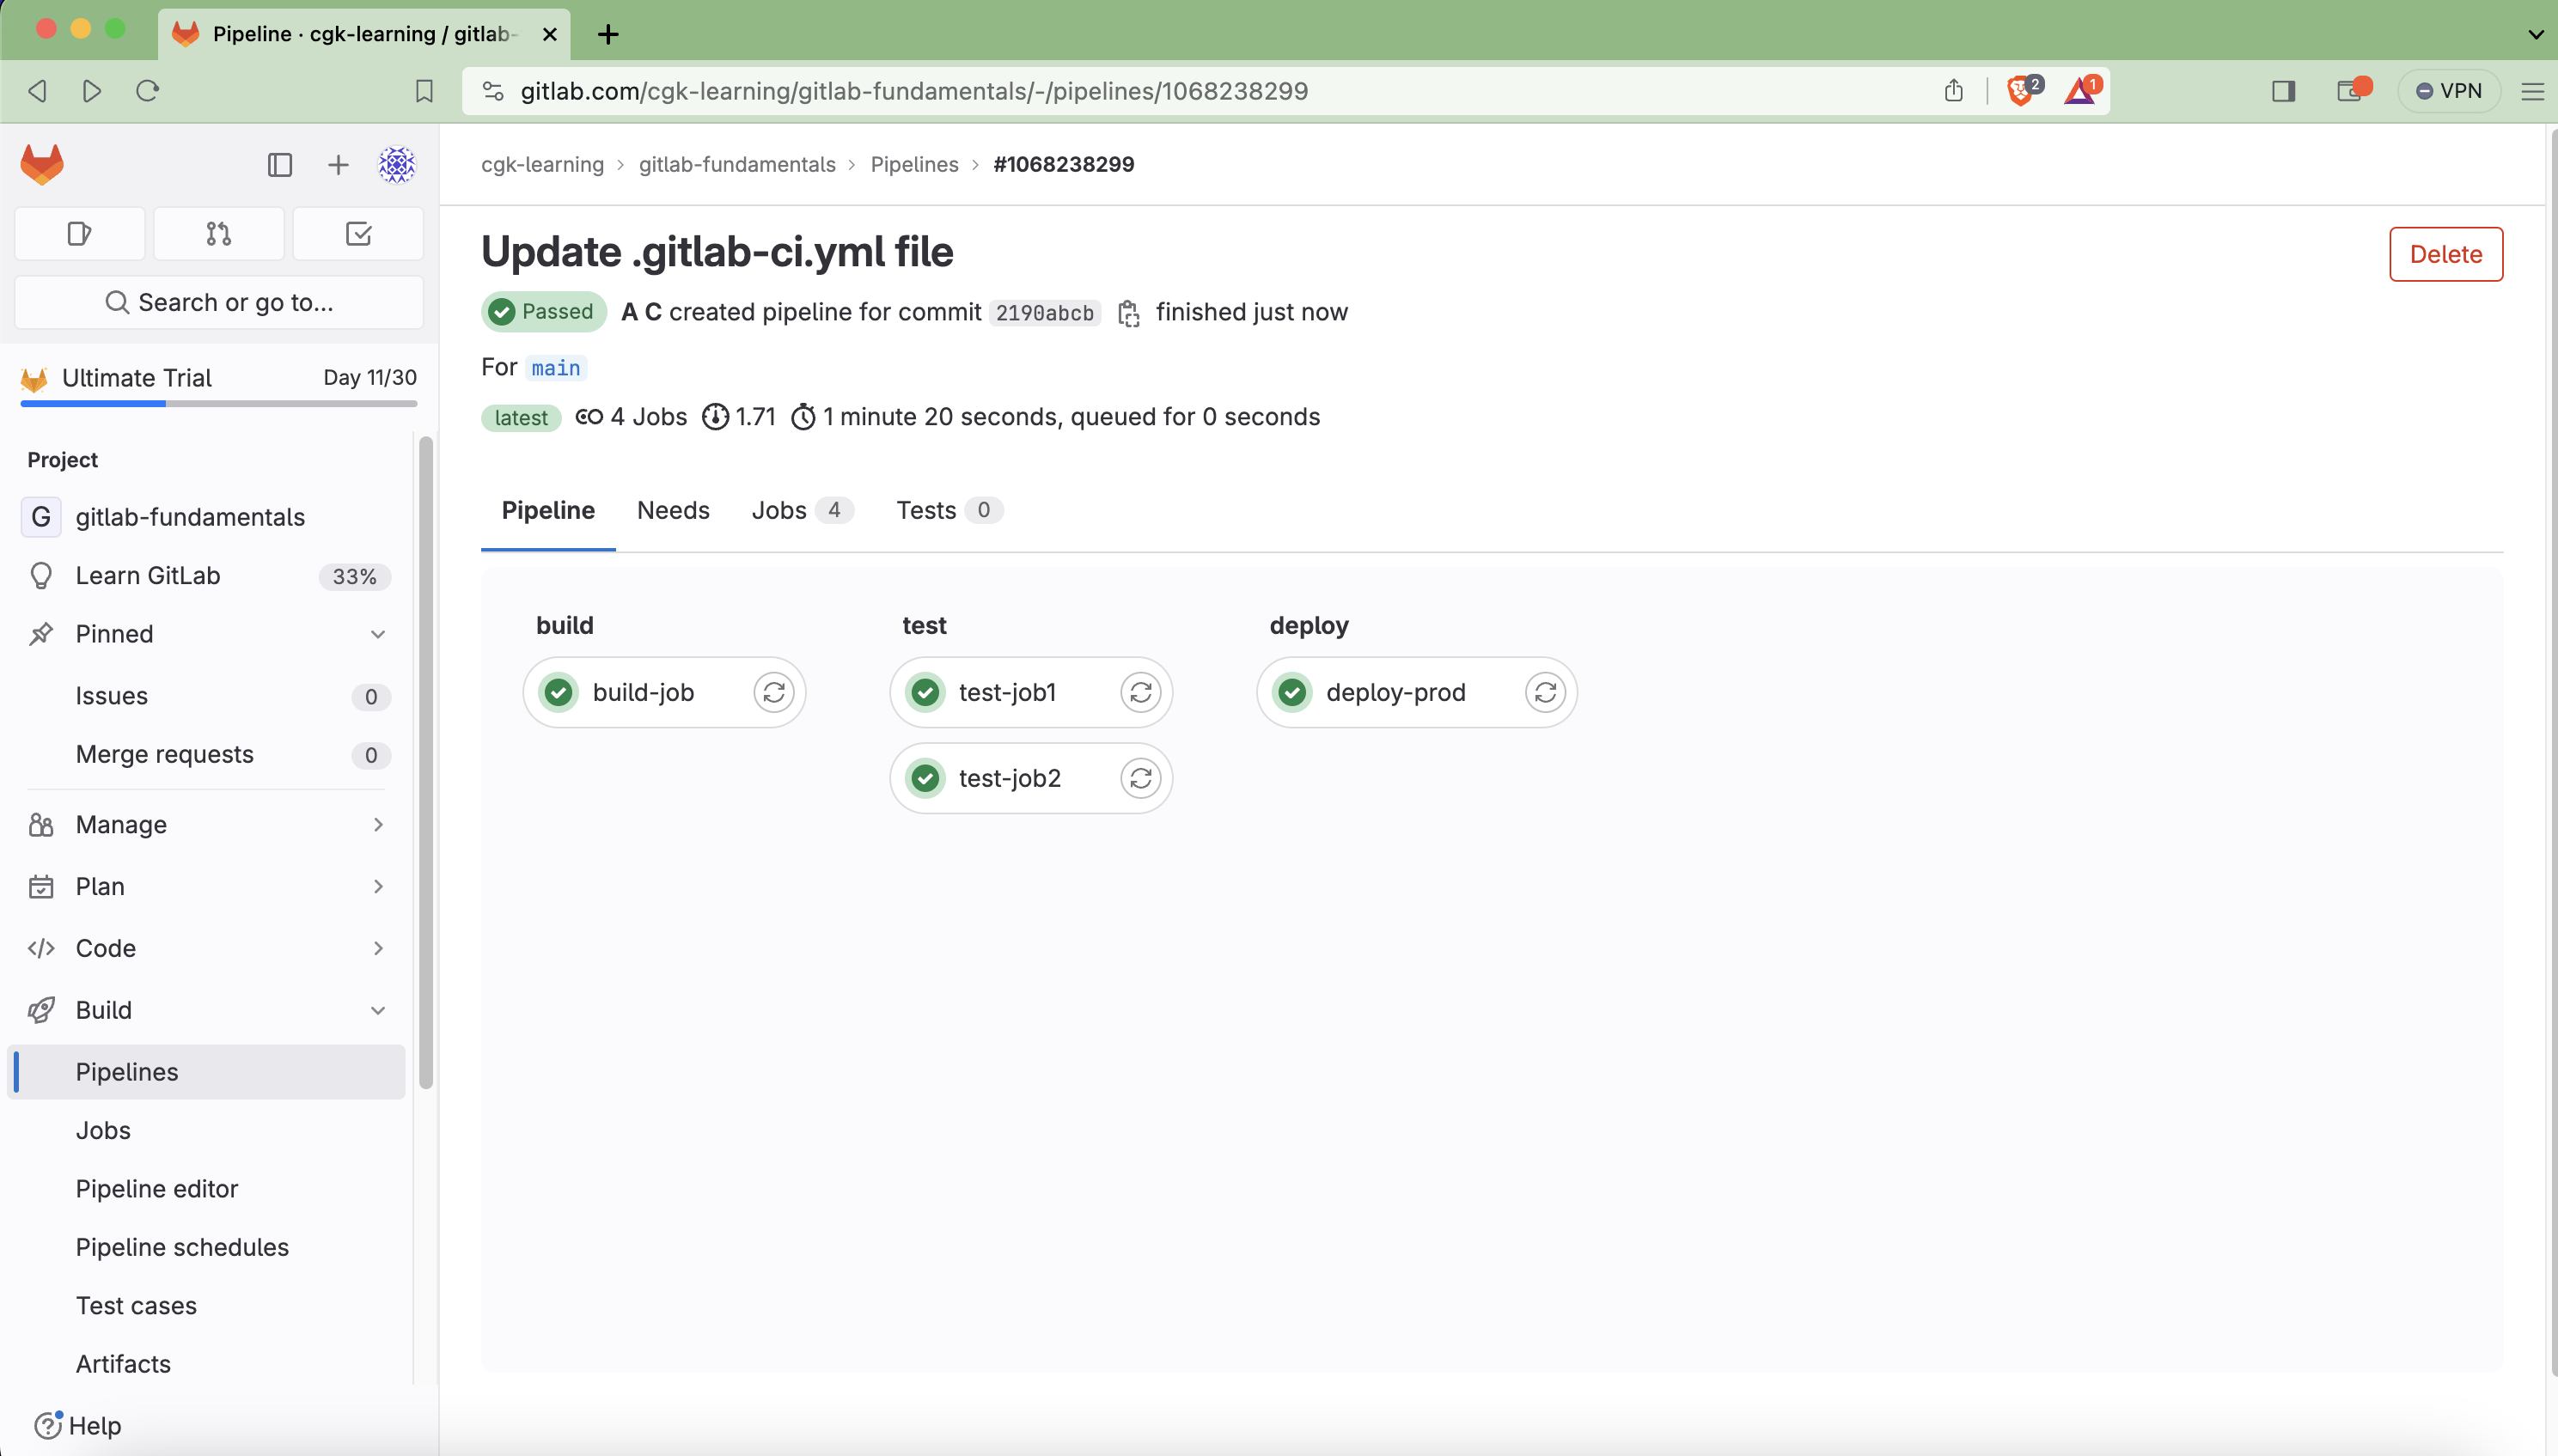 Pipeline · cgk-learning / gitlab-
gitlab.com/cgk-learning/gitlab-fundamentals/-/pipelines/1068238299
2
1
VPN
cgk-learning › gitlab-fundamentals › Pipelines › #1068238299
Search or go to...
Ultimate Trial Day 11/30
Project
G gitlab-fundamentals
Learn GitLab 33%
Pinned
Issues 0
Merge requests 0
Manage
Plan
Code
Build
Pipelines
Jobs
Pipeline editor
Pipeline schedules
Test cases
Artifacts
Help
Update .gitlab-ci.yml file
Delete
Passed A C created pipeline for commit 2190abcb finished just now
For main
latest 4 Jobs 1.71 1 minute 20 seconds, queued for 0 seconds
Pipeline Needs Jobs 4 Tests 0
build test deploy
build-job test-job1 deploy-prod
test-job2